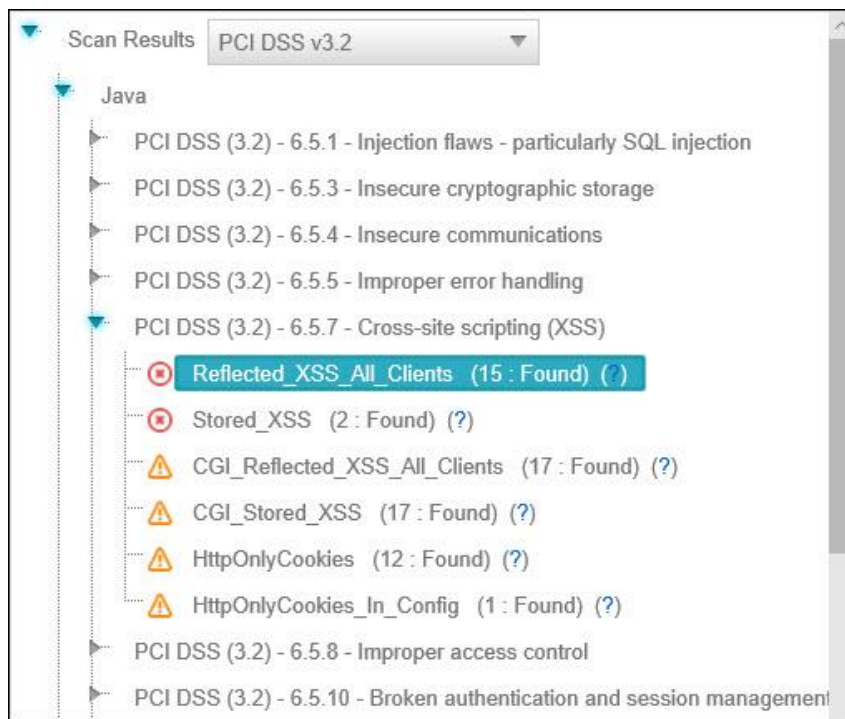 Scan Results PCI DSS v3.2
Java
PCI DSS (3.2) - 6.5.1 - Injection flaws - particularly SQL injection
PCI DSS (3.2) - 6.5.3 - Insecure cryptographic storage
PCI DSS (3.2) - 6.5.4 - Insecure communications
PCI DSS (3.2) - 6.5.5 - Improper error handling
PCI DSS (3.2) - 6.5.7 - Cross-site scripting (XSS)
Reflected_XSS_All_Clients (15 : Found) (?)
Stored_XSS (2 : Found) (?)
CGI_Reflected_XSS_All_Clients (17 : Found) (?)
CGI_Stored_XSS (17 : Found) (?)
HttpOnlyCookies (12 : Found) (?)
HttpOnlyCookies_In_Config (1 : Found) (?)
PCI DSS (3.2) - 6.5.8 - Improper access control
PCI DSS (3.2) - 6.5.10 - Broken authentication and session management